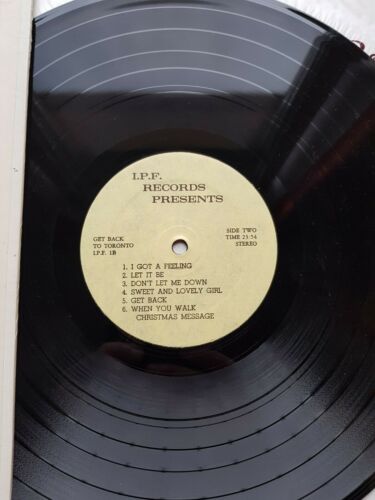 I.P.F.
RECORDS
PRESENTS
GET BACK
TO TORONTO
I.P.F. 1B
SIDE TWO
TIME 23:54
STEREO
1. I GOT A FEELING
2. LET IT BE
3. DON'T LET ME DOWN
4. SWEET AND LOVELY GIRL
5. GET BACK
6. WHEN YOU WALK
CHRISTMAS MESSAGE